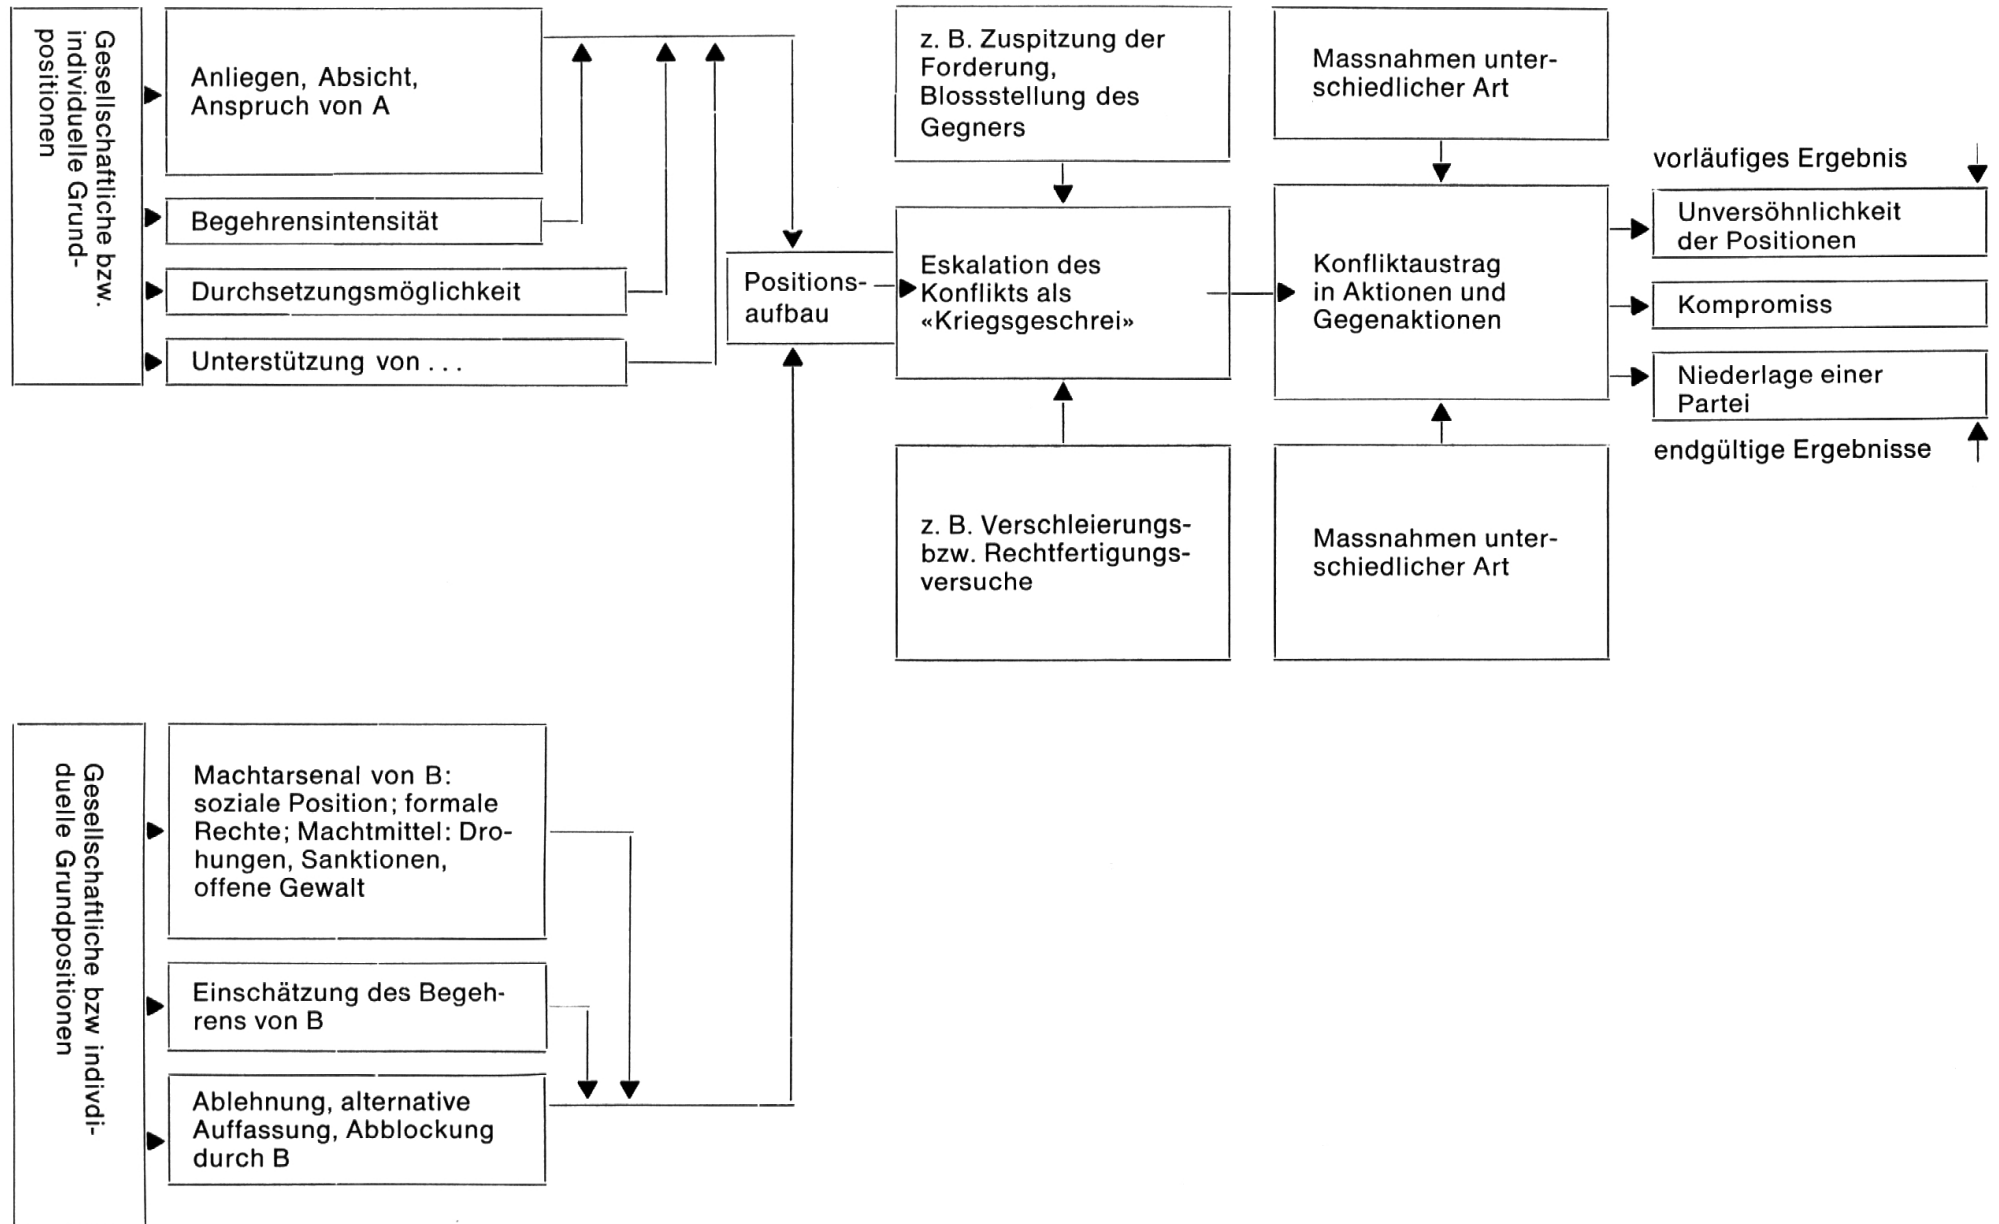 Gesellschaftliche bzw.
individuelle Grund-
positionen
Anliegen, Absicht,
Anspruch von A
Begehrensintensität
Durchsetzungsmöglichkeit
Unterstützung von ...
Positions-
aufbau
z. B. Zuspitzung der
Forderung,
Blossstellung des
Gegners
Eskalation des
Konflikts als
«Kriegsgeschrei»
z. B. Verschleierungs-
bzw. Rechtfertigungs-
versuche
Massnahmen unter-
schiedlicher Art
Konfliktaustrag
in Aktionen und
Gegenaktionen
Massnahmen unter-
schiedlicher Art
vorläufiges Ergebnis
Unversöhnlichkeit
der Positionen
Kompromiss
Niederlage einer
Partei
endgültige Ergebnisse
Gesellschaftliche bzw indivdi-
duelle Grundpositionen
Machtarsenal von B:
soziale Position; formale
Rechte; Machtmittel: Dro-
hungen, Sanktionen,
offene Gewalt
Einschätzung des Begeh-
rens von B
Ablehnung, alternative
Auffassung, Abblockung
durch B